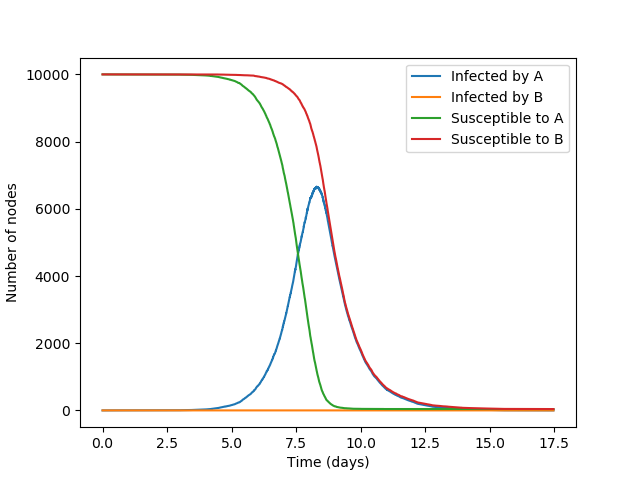 Number of nodes
10000
8000
6000
4000
2000
0
Infected by A
Infected by B
Susceptible to A
Susceptible to B
0.0 2.5 5.0 7.5 10.0 12.5 15.0 17.5
Time (days)